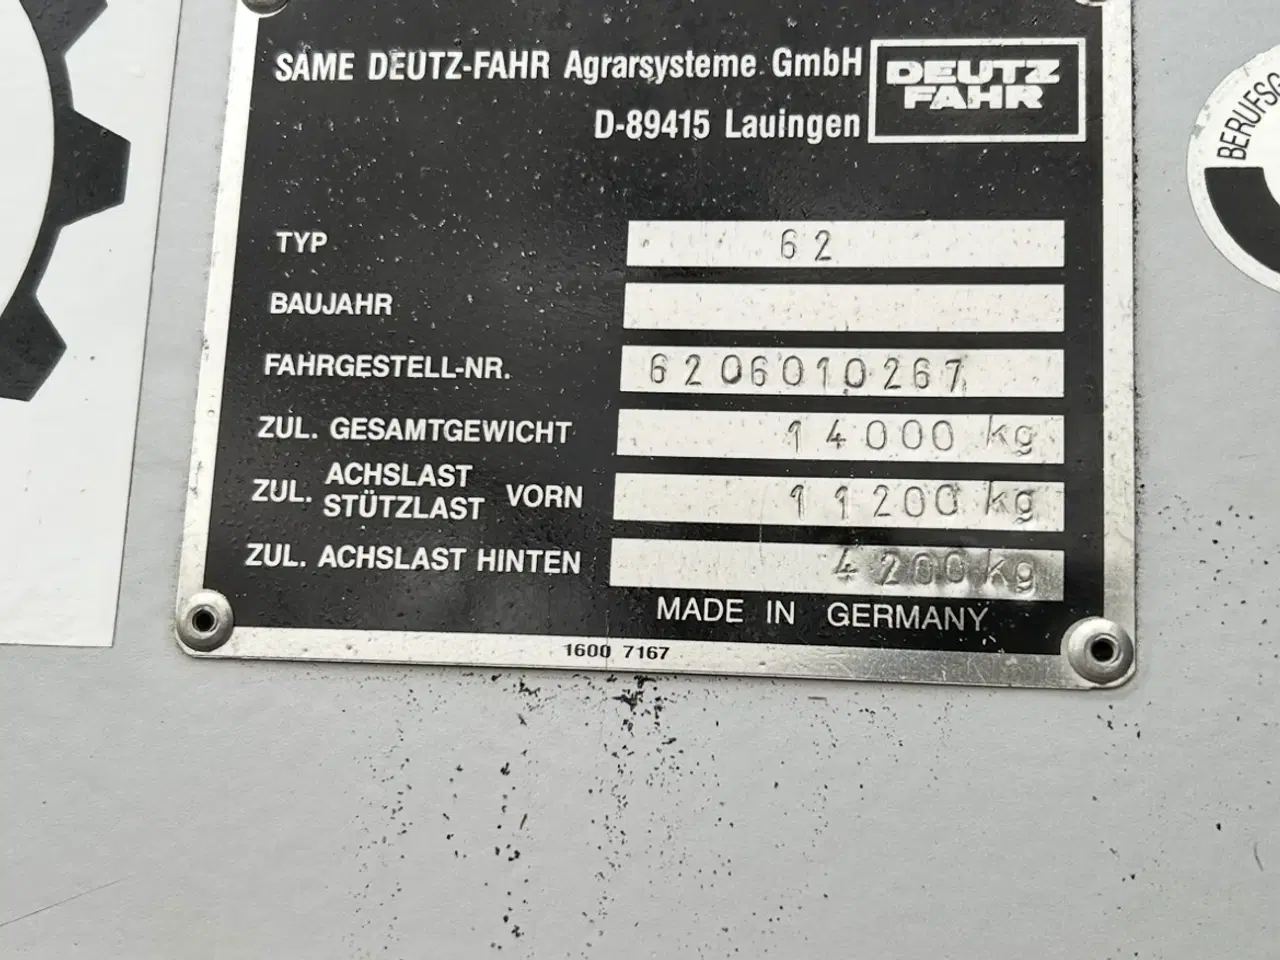 SAME DEUTZ-FAHR Agrarsysteme GmbH
D-89415 Lauingen
DEUTZ
FAHR
TYP 62
BAUJAHR
FAHRGESTELL-NR. 6206010267
ZUL. GESAMTGEWICHT 14000 kg
ZUL. ACHSLAST STÜTZLAST VORN 11200 kg
ZUL. ACHSLAST HINTEN 4200 kg
MADE IN GERMANY
1600 7167